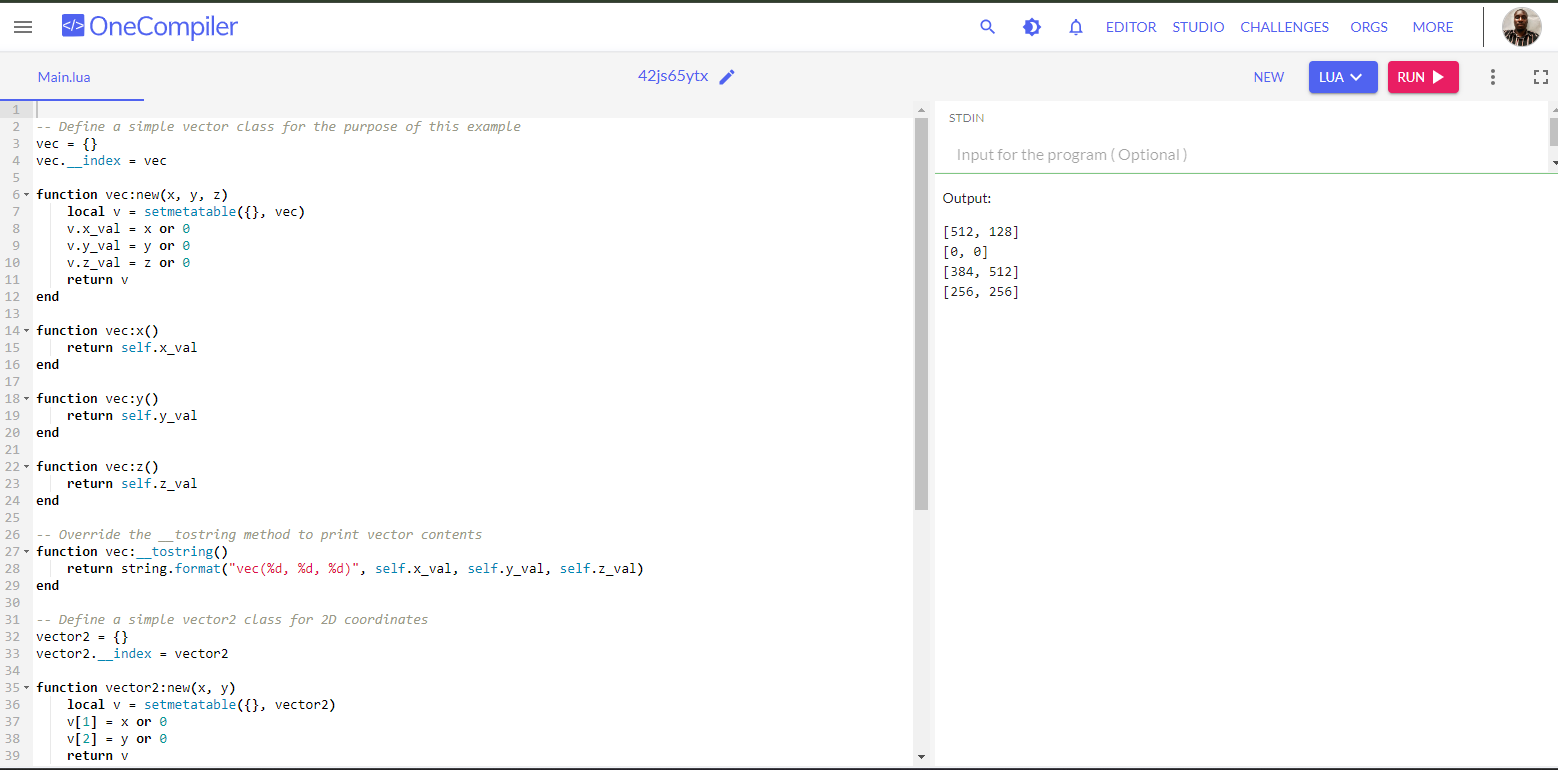 </> OneCompiler
EDITOR STUDIO CHALLENGES ORGS MORE
Main.lua
42js65ytx
NEW LUA RUN
1
2 -- Define a simple vector class for the purpose of this example
3 vec = {}
4 vec.__index = vec
5
6 function vec:new(x, y, z)
7     local v = setmetatable({}, vec)
8     v.x_val = x or 0
9     v.y_val = y or 0
10     v.z_val = z or 0
11     return v
12 end
13
14 function vec:x()
15     return self.x_val
16 end
17
18 function vec:y()
19     return self.y_val
20 end
21
22 function vec:z()
23     return self.z_val
24 end
25
26 -- Override the __tostring method to print vector contents
27 function vec:__tostring()
28     return string.format("vec(%d, %d, %d)", self.x_val, self.y_val, self.z_val)
29 end
30
31 -- Define a simple vector2 class for 2D coordinates
32 vector2 = {}
33 vector2.__index = vector2
34
35 function vector2:new(x, y)
36     local v = setmetatable({}, vector2)
37     v[1] = x or 0
38     v[2] = y or 0
39     return v
STDIN
Input for the program ( Optional )
Output:
[512, 128]
[0, 0]
[384, 512]
[256, 256]